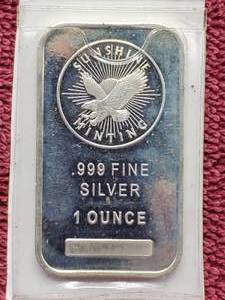 SUNSHINE
MINTING
.999 FINE
SILVER
1 OUNCE